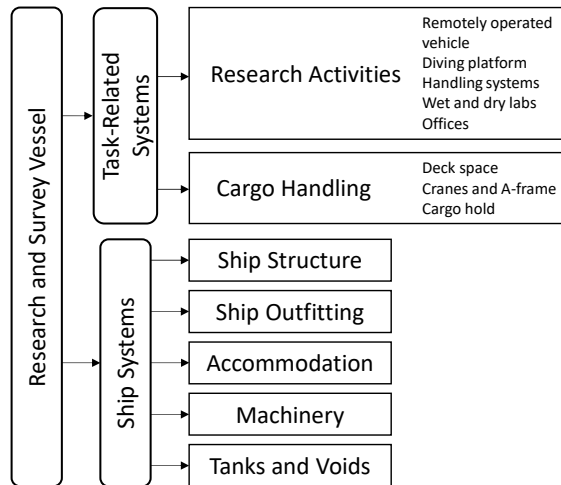 Research and Survey Vessel
Task-Related
Systems
Research Activities
Remotely operated
vehicle
Diving platform
Handling systems
Wet and dry labs
Offices
Cargo Handling
Deck space
Cranes and A-frame
Cargo hold
Ship Systems
Ship Structure
Ship Outfitting
Accommodation
Machinery
Tanks and Voids